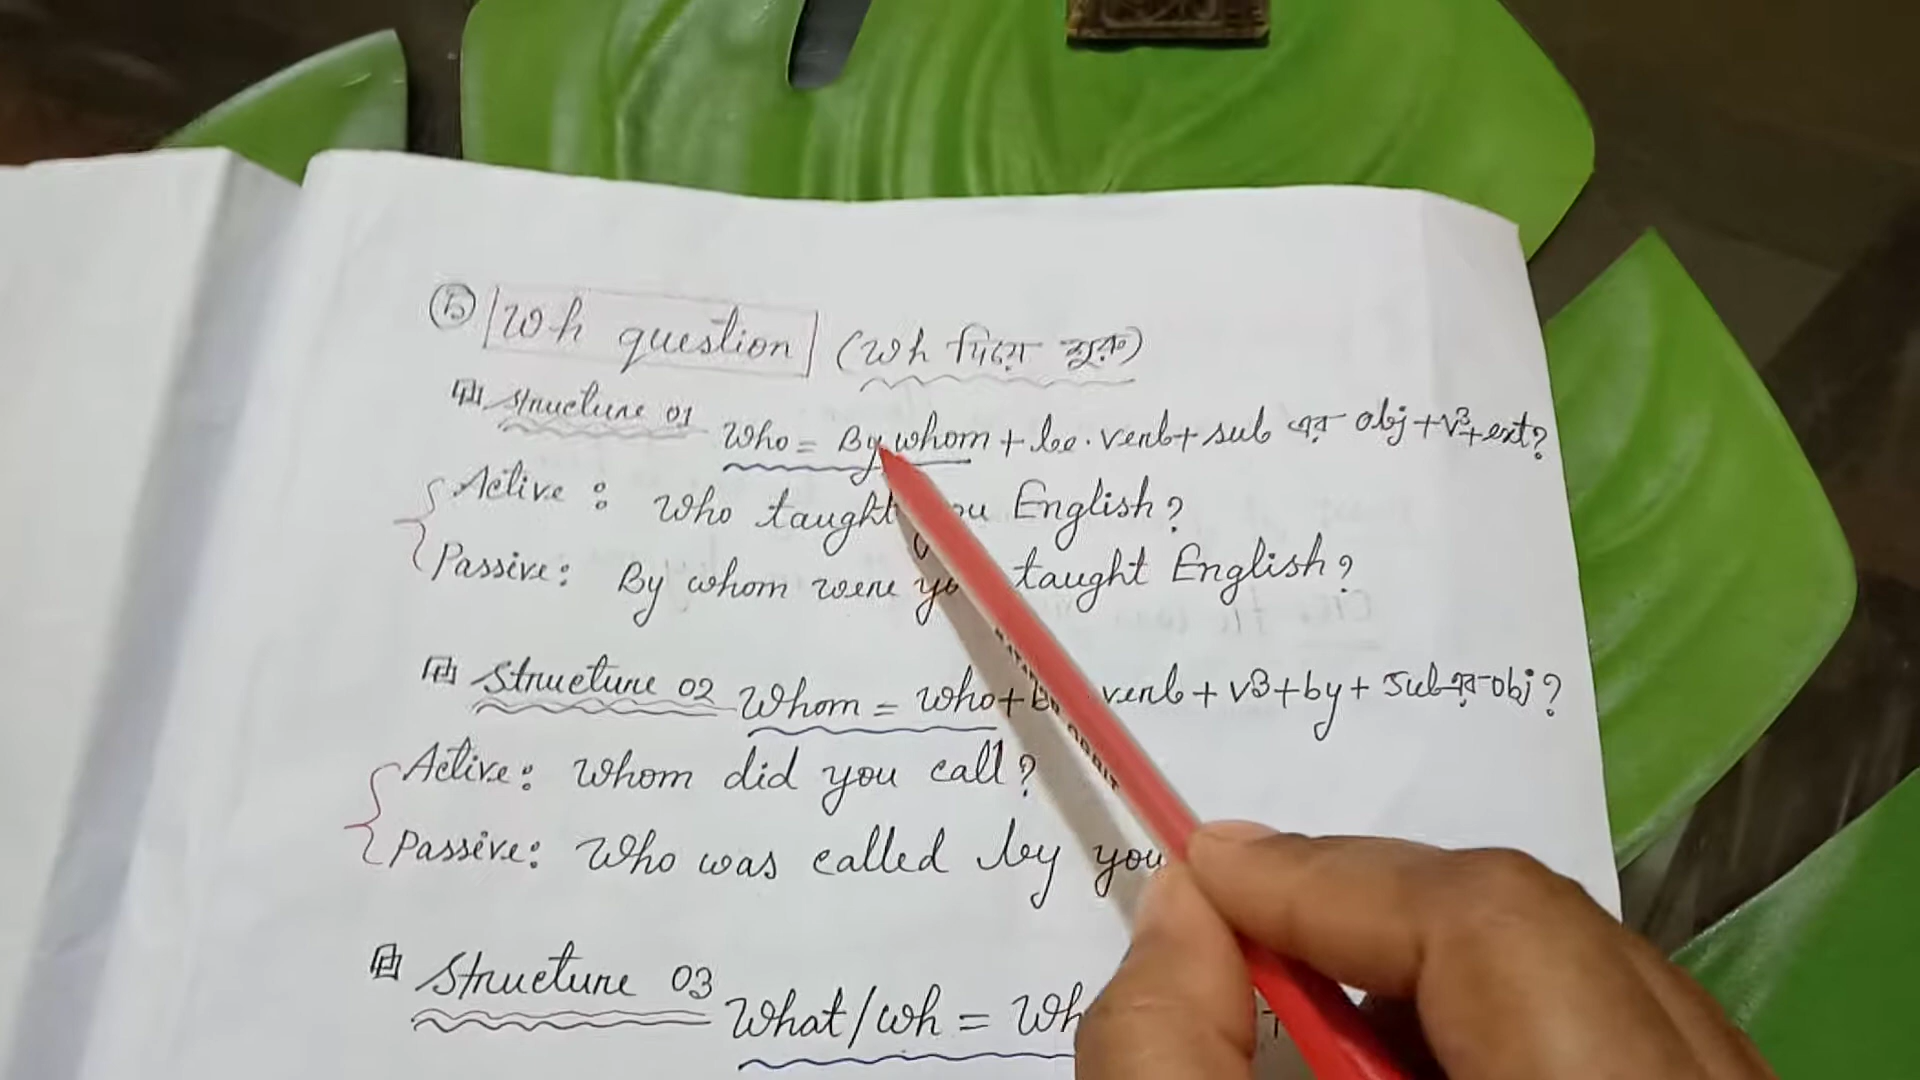 5 Wh question (Wh দিয়ে শুরু)
Structure 01 Who = By whom + be. verb + sub এর obj + v3 + ext?
Active : Who taught you English?
Passive : By whom were you taught English?
Structure 02 Whom = who + be verb + v3 + by + Sub এর obj?
Active : Whom did you call?
Passive : Who was called by you
Structure 03 What/wh = Wh